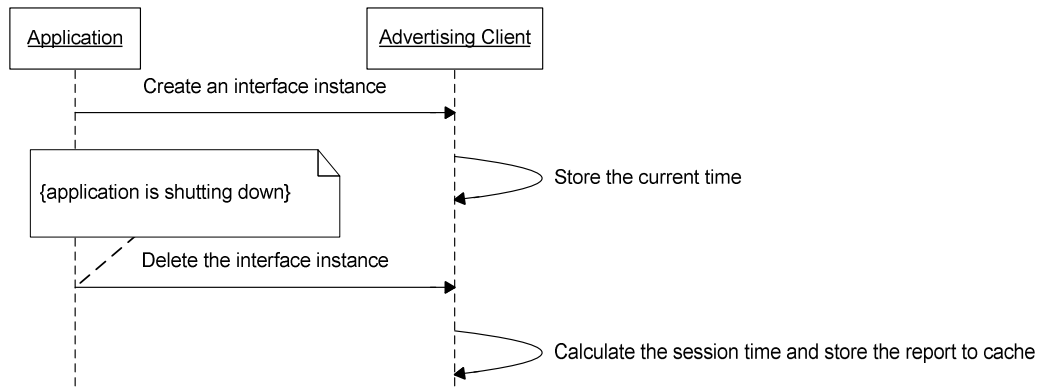 Application
Advertising Client
Create an interface instance
Store the current time
{application is shutting down}
Delete the interface instance
Calculate the session time and store the report to cache